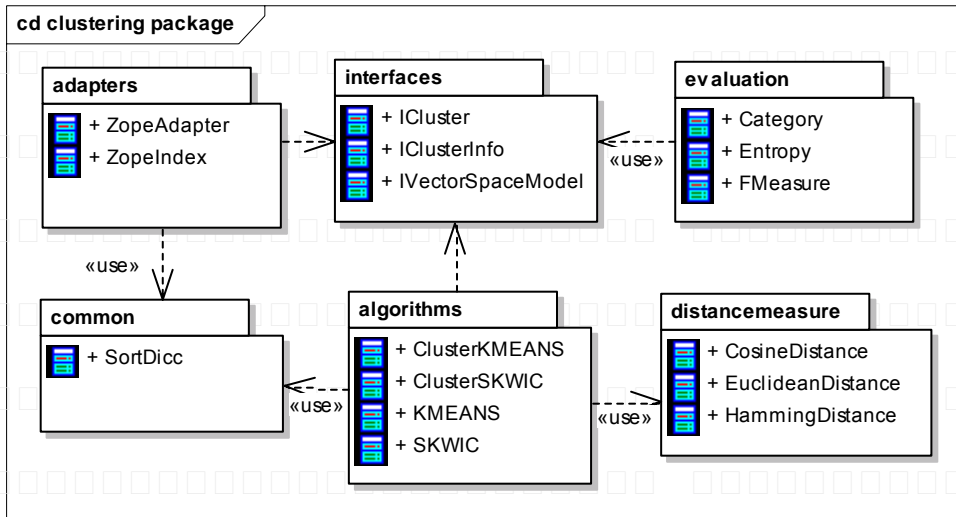 cd clustering package
adapters
+ ZopeAdapter
+ ZopeIndex
interfaces
+ ICluster
+ IClusterInfo
+ IVectorSpaceModel
evaluation
+ Category
+ Entropy
+ FMeasure
«use»
«use»
common
+ SortDicc
algorithms
+ ClusterKMEANS
+ ClusterSKWIC
+ KMEANS
+ SKWIC
distancemeasure
+ CosineDistance
+ EuclideanDistance
+ HammingDistance
«use»
«use»